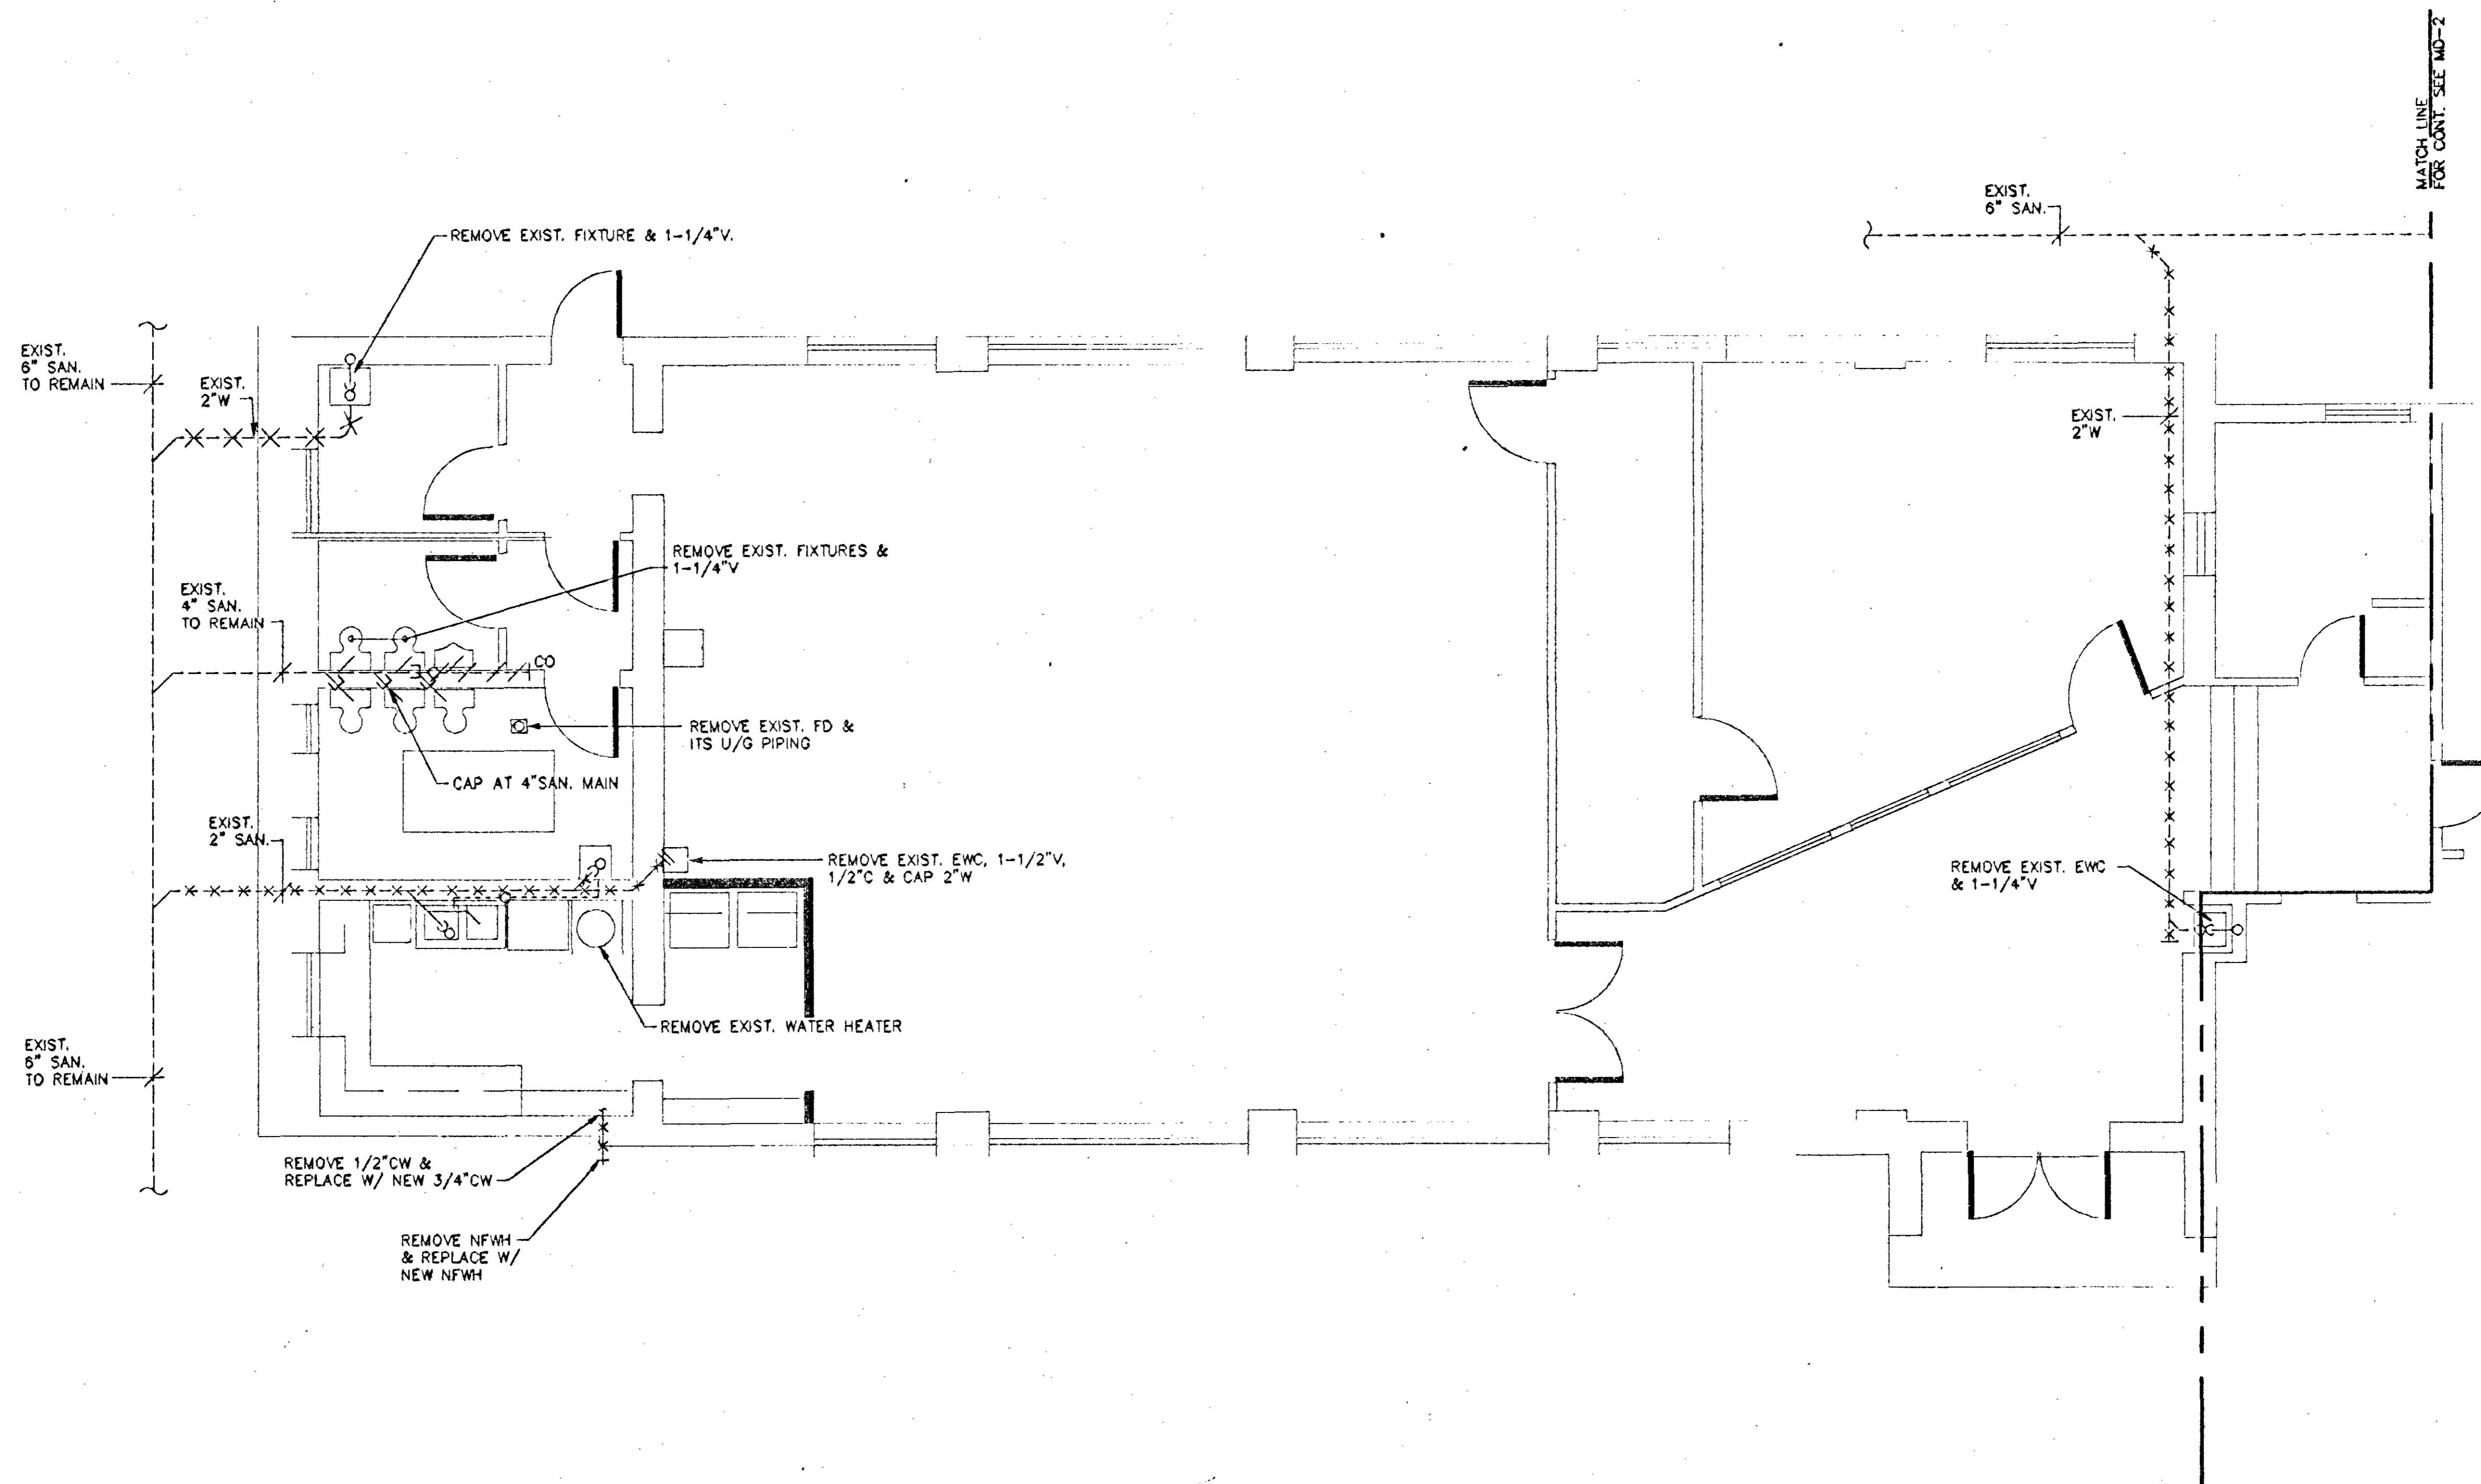 MATCH LINE
FOR CONT. SEE MD-2
EXIST.
6" SAN.
REMOVE EXIST. FIXTURE & 1-1/4"V.
EXIST.
6" SAN.
TO REMAIN
EXIST.
2"W
EXIST.
2"W
REMOVE EXIST. FIXTURES &
1-1/4"V
EXIST.
4" SAN.
TO REMAIN
CO
REMOVE EXIST. FD &
ITS U/G PIPING
CAP AT 4"SAN. MAIN
EXIST.
2" SAN.
REMOVE EXIST. EWC, 1-1/2"V,
1/2"C & CAP 2"W
REMOVE EXIST. EWC
& 1-1/4"V
REMOVE EXIST. WATER HEATER
EXIST.
6" SAN.
TO REMAIN
REMOVE 1/2"CW &
REPLACE W/ NEW 3/4"CW
REMOVE NFWH
& REPLACE W/
NEW NFWH